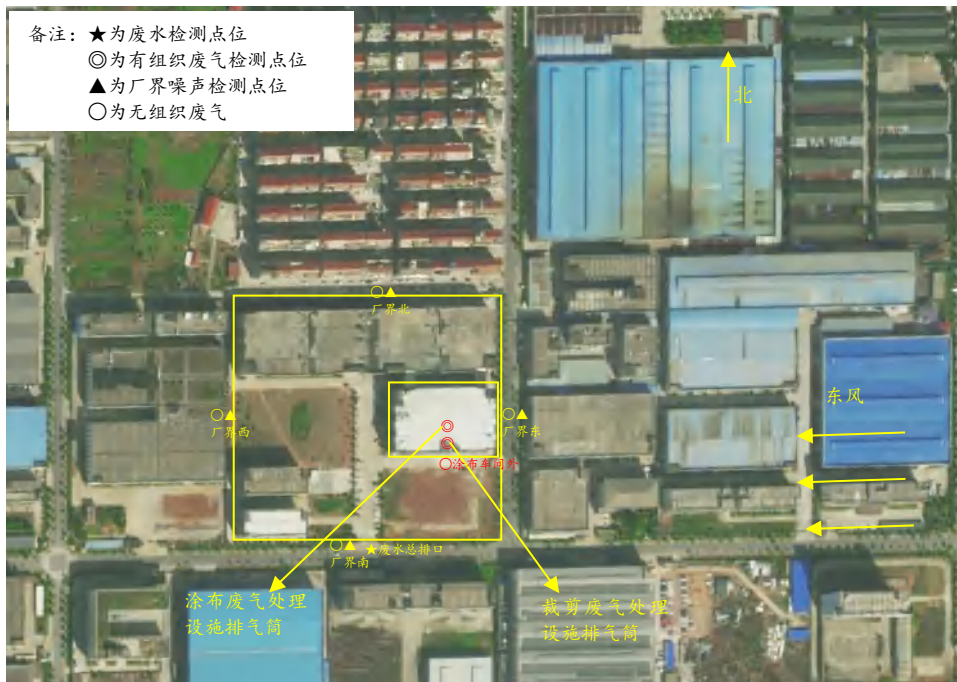 备注：★为废水检测点位
◎为有组织废气检测点位
▲为厂界噪声检测点位
○为无组织废气
北
○▲
厂界北
东风
○▲
厂界西
○▲
厂界东
◎
◎
○涂布车间外
○▲
厂界南
★废水总排口
涂布废气处理
设施排气筒
裁剪废气处理
设施排气筒